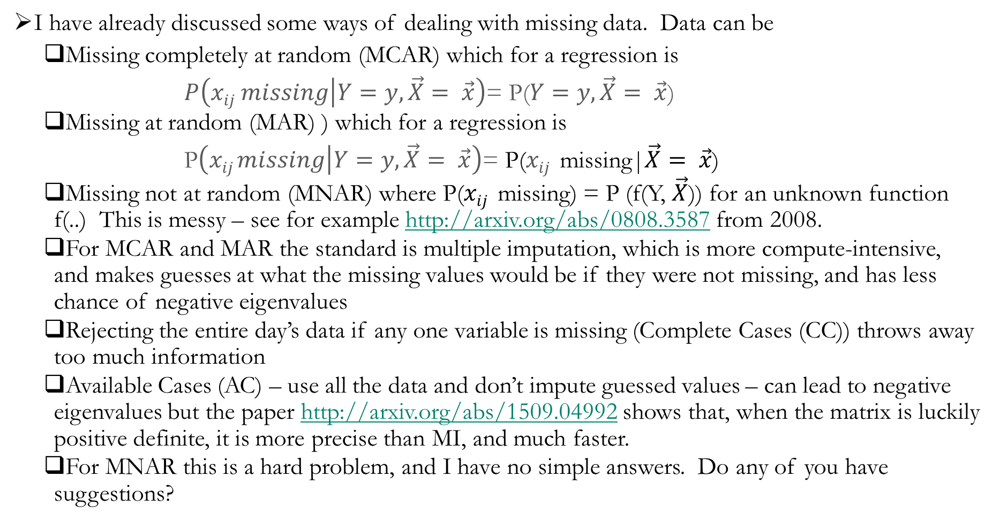 ➢I have already discussed some ways of dealing with missing data.  Data can be
❑Missing completely at random (MCAR) which for a regression is
P(x_{ij} missing|Y = y, \vec{X} = \vec{x})= P(Y = y, \vec{X} = \vec{x})
❑Missing at random (MAR) ) which for a regression is
P(x_{ij} missing|Y = y, \vec{X} = \vec{x})= P(x_{ij} missing|\vec{X} = \vec{x})
❑Missing not at random (MNAR) where P(x_{ij} missing) = P (f(Y, \vec{X})) for an unknown function
f(..)  This is messy – see for example http://arxiv.org/abs/0808.3587 from 2008.
❑For MCAR and MAR the standard is multiple imputation, which is more compute-intensive,
and makes guesses at what the missing values would be if they were not missing, and has less
chance of negative eigenvalues
❑Rejecting the entire day’s data if any one variable is missing (Complete Cases (CC)) throws away
too much information
❑Available Cases (AC) – use all the data and don’t impute guessed values – can lead to negative
eigenvalues but the paper http://arxiv.org/abs/1509.04992 shows that, when the matrix is luckily
positive definite, it is more precise than MI, and much faster.
❑For MNAR this is a hard problem, and I have no simple answers.  Do any of you have
suggestions?